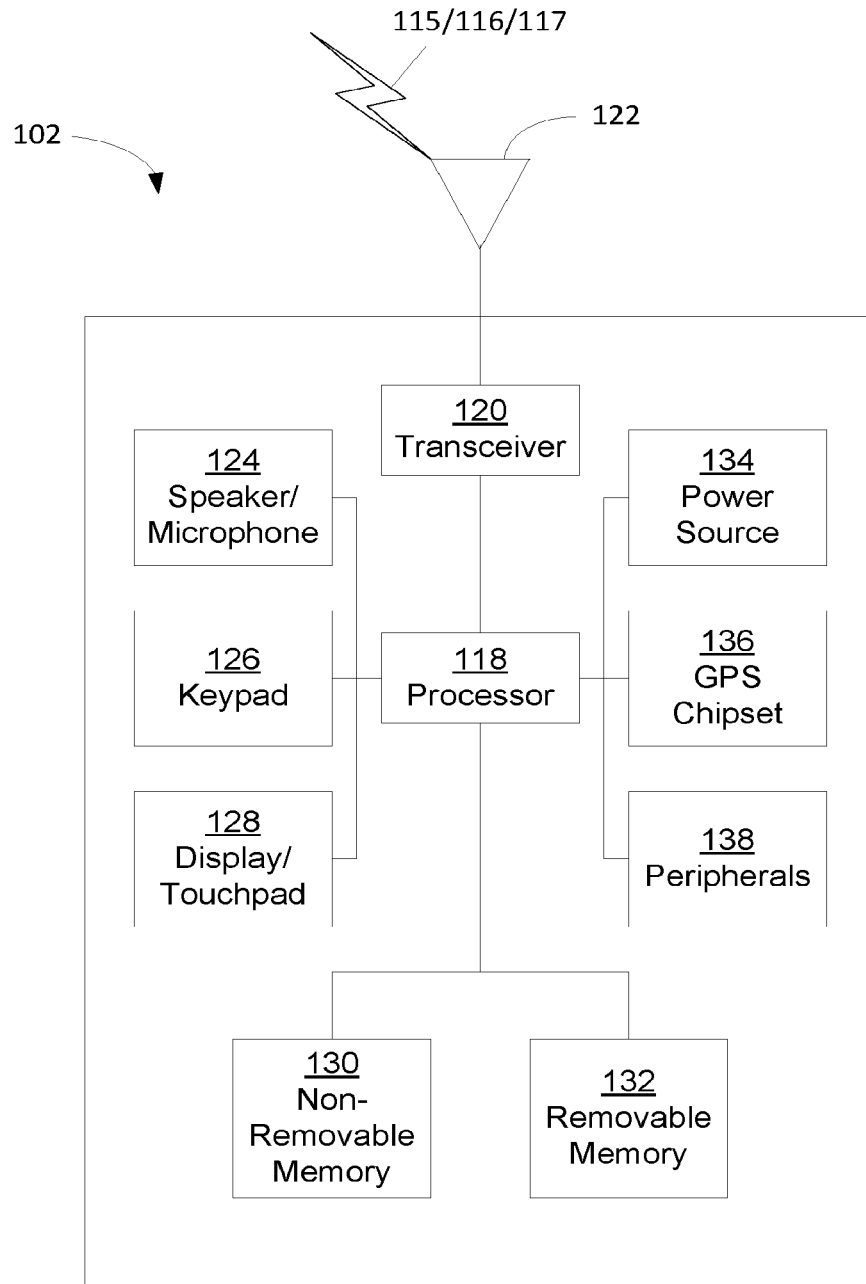 115/116/117
102
122
120
Transceiver
124
Speaker/
Microphone
134
Power
Source
126
Keypad
118
Processor
136
GPS
Chipset
128
Display/
Touchpad
138
Peripherals
130
Non-
Removable
Memory
132
Removable
Memory